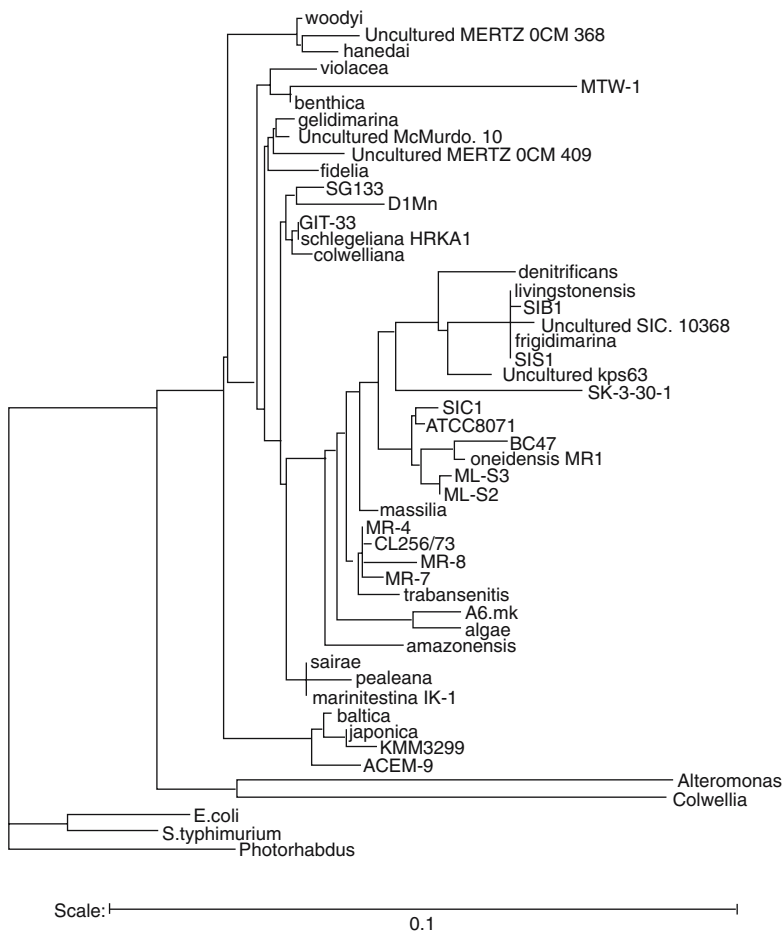 woodyi
Uncultured MERTZ 0CM 368
hanedai
violacea
MTW-1
benthica
gelidimarina
Uncultured McMurdo. 10
Uncultured MERTZ 0CM 409
fidelia
SG133
D1Mn
GIT-33
schlegeliana HRKA1
colwelliana
denitrificans
livingstonensis
SIB1
Uncultured SIC. 10368
frigidimarina
SIS1
Uncultured kps63
SK-3-30-1
SIC1
ATCC8071
BC47
oneidensis MR1
ML-S3
ML-S2
massilia
MR-4
CL256/73
MR-8
MR-7
trabansenitis
A6.mk
algae
amazonensis
sairae
pealeana
marinitestina IK-1
baltica
japonica
KMM3299
ACEM-9
Alteromonas
Colwellia
E.coli
S.typhimurium
Photorhabdus
Scale:
0.1